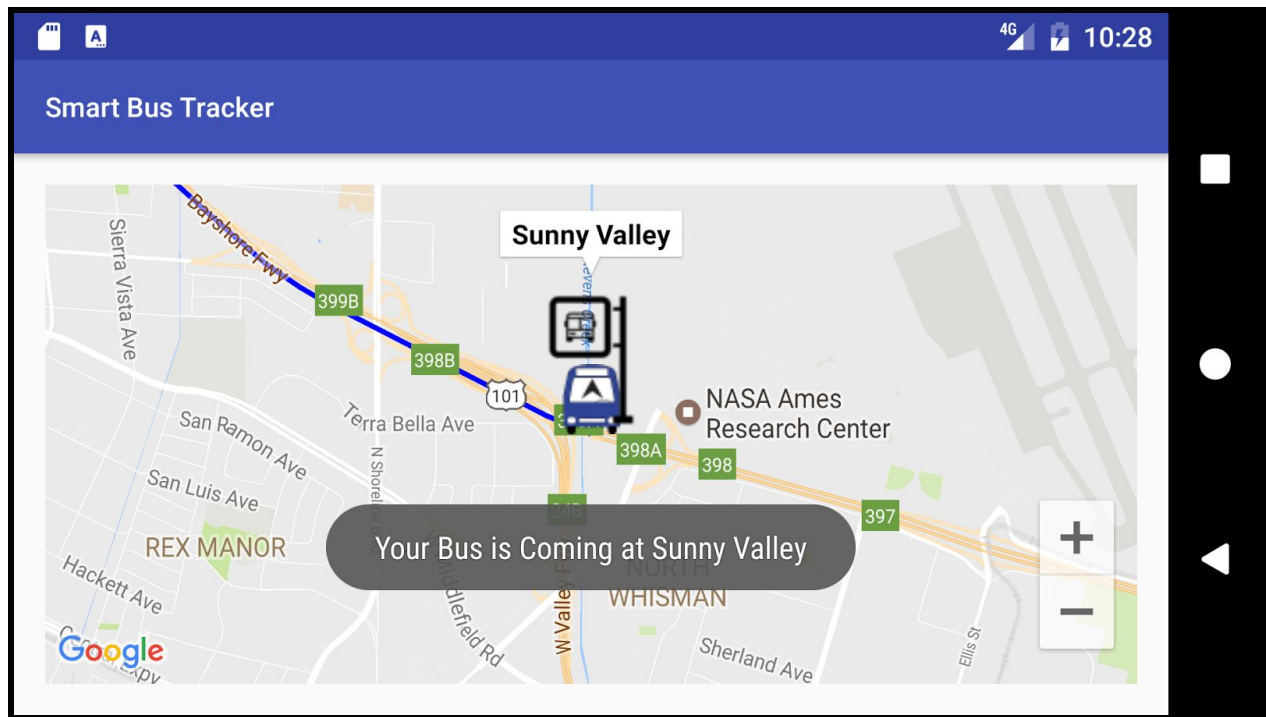 4G
10:28
Smart Bus Tracker
Bayshore Fwy
Sierra Vista Ave
Sunny Valley
399B
398B
101
NASA Ames
Research Center
Terra Bella Ave
San Ramon Ave
398A
398
N Shoreline
San Luis Ave
24B
397
REX MANOR
Your Bus is Coming at Sunny Valley
Hackett Ave
Middlefield Rd
W Valley
NORTH
WHISMAN
Google
Expy
Sherland Ave
Ellis St